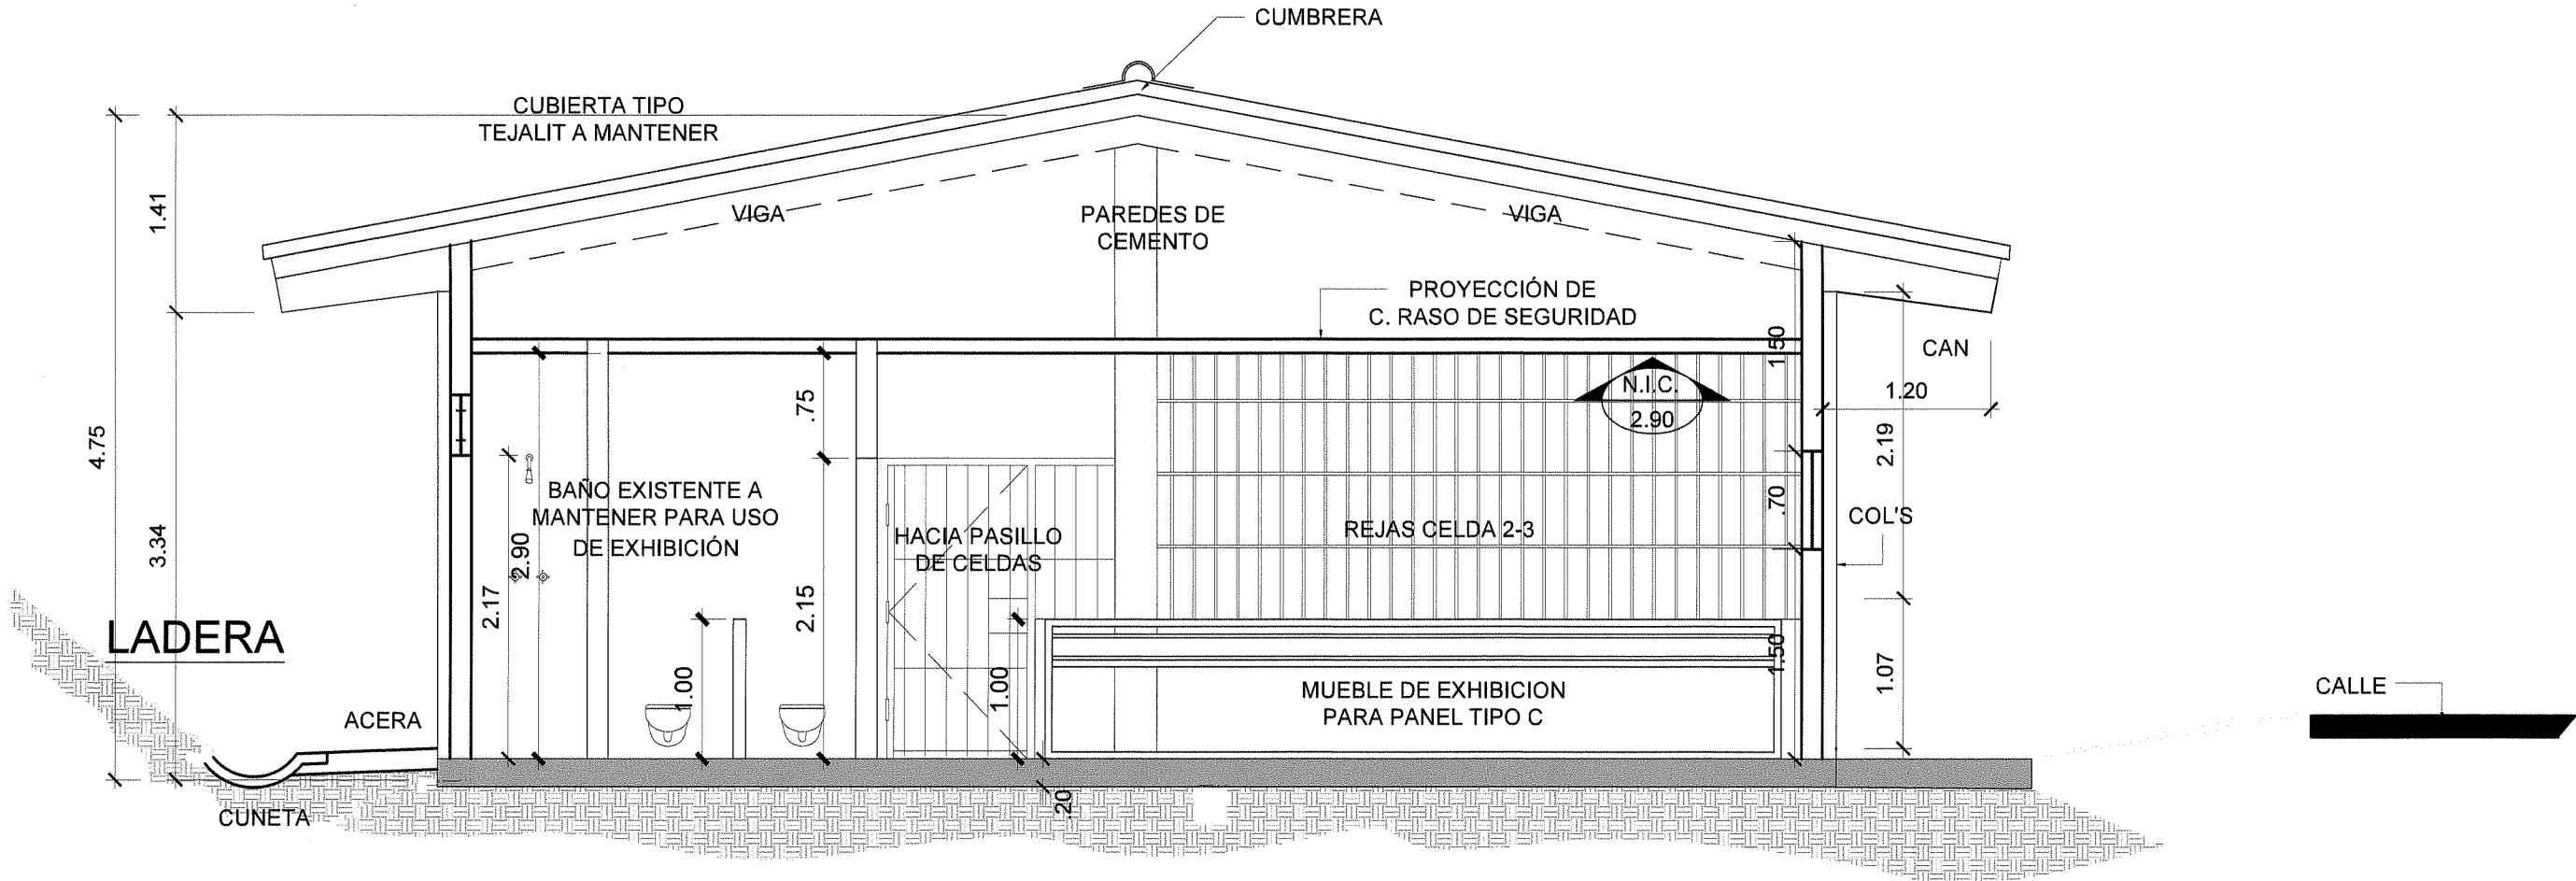 CUMBRERA
CUBIERTA TIPO
TEJALIT A MANTENER
1.41
VIGA
PAREDES DE
CEMENTO
VIGA
PROYECCIÓN DE
C. RASO DE SEGURIDAD
1.50
CAN
N.I.C.
2.90
1.20
.75
4.75
2.19
3.34
BAÑO EXISTENTE A
MANTENER PARA USO
DE EXHIBICIÓN
2.90
2.17
2.15
HACIA PASILLO
DE CELDAS
REJAS CELDA 2-3
.70
COL'S
LADERA
1.00
1.00
1.50
1.07
MUEBLE DE EXHIBICION
PARA PANEL TIPO C
CALLE
ACERA
CUNETA
.20